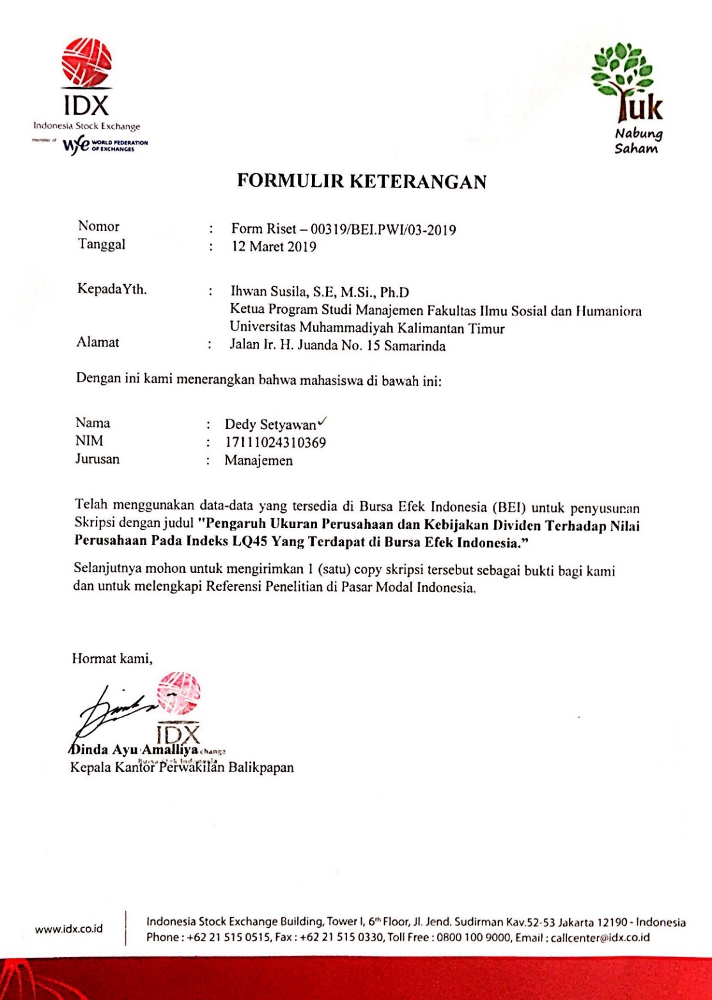 IDX
Indonesia Stock Exchange
member of wfe WORLD FEDERATION
OF EXCHANGES
Yuk
Nabung
Saham
FORMULIR KETERANGAN
Nomor : Form Riset – 00319/BEI.PWI/03-2019
Tanggal : 12 Maret 2019
KepadaYth. : Ihwan Susila, S.E, M.Si., Ph.D
Ketua Program Studi Manajemen Fakultas Ilmu Sosial dan Humaniora
Universitas Muhammadiyah Kalimantan Timur
Alamat : Jalan Ir. H. Juanda No. 15 Samarinda
Dengan ini kami menerangkan bahwa mahasiswa di bawah ini:
Nama : Dedy Setyawan✓
NIM : 17111024310369
Jurusan : Manajemen
Telah menggunakan data-data yang tersedia di Bursa Efek Indonesia (BEI) untuk penyusunan
Skripsi dengan judul "Pengaruh Ukuran Perusahaan dan Kebijakan Dividen Terhadap Nilai
Perusahaan Pada Indeks LQ45 Yang Terdapat di Bursa Efek Indonesia.”
Selanjutnya mohon untuk mengirimkan 1 (satu) copy skripsi tersebut sebagai bukti bagi kami
dan untuk melengkapi Referensi Penelitian di Pasar Modal Indonesia.
Hormat kami,
IDX
Dinda Ayu Amalliya
Kepala Kantor Perwakilan Balikpapan
www.idx.co.id
Indonesia Stock Exchange Building, Tower I, 6th Floor, Jl. Jend. Sudirman Kav.52-53 Jakarta 12190 - Indonesia
Phone : +62 21 515 0515, Fax : +62 21 515 0330, Toll Free : 0800 100 9000, Email : callcenter@idx.co.id